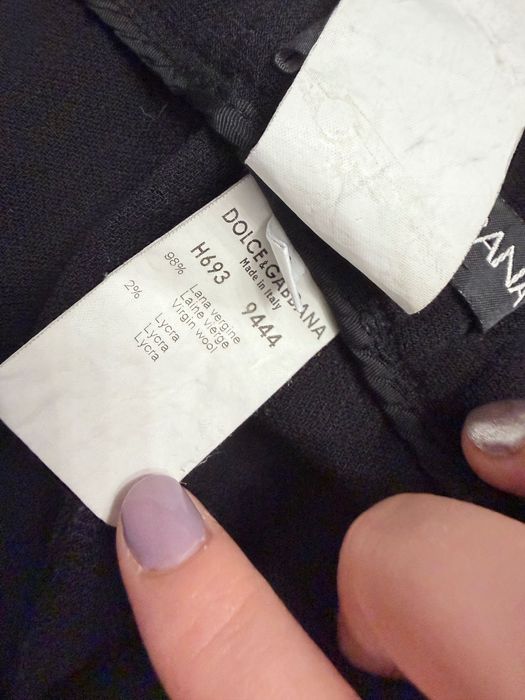 DOLCE&GABBANA
Made in Italy
H693 9444
98% Lana vergine
Laine vierge
Virgin wool
2% Lycra
Lycra
Lycra
ANA